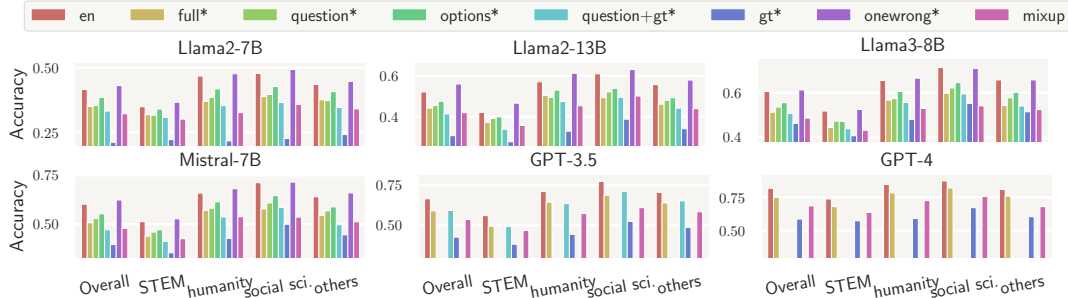 en full* question* options* question+gt* gt* onewrong* mixup
Llama2-7B Llama2-13B Llama3-8B
Accuracy
0.50
0.25
0.6
0.4
0.6
0.4
Mistral-7B GPT-3.5 GPT-4
Accuracy
0.75
0.50
0.75
0.50
0.75
0.50
Overall STEM humanity social sci. others
Overall STEM humanity social sci. others
Overall STEM humanity social sci. others